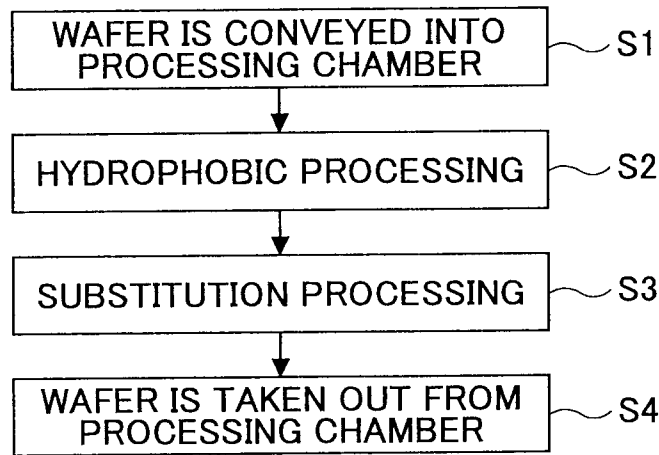 WAFER IS CONVEYED INTO
PROCESSING CHAMBER
S1
HYDROPHOBIC PROCESSING
S2
SUBSTITUTION PROCESSING
S3
WAFER IS TAKEN OUT FROM
PROCESSING CHAMBER
S4